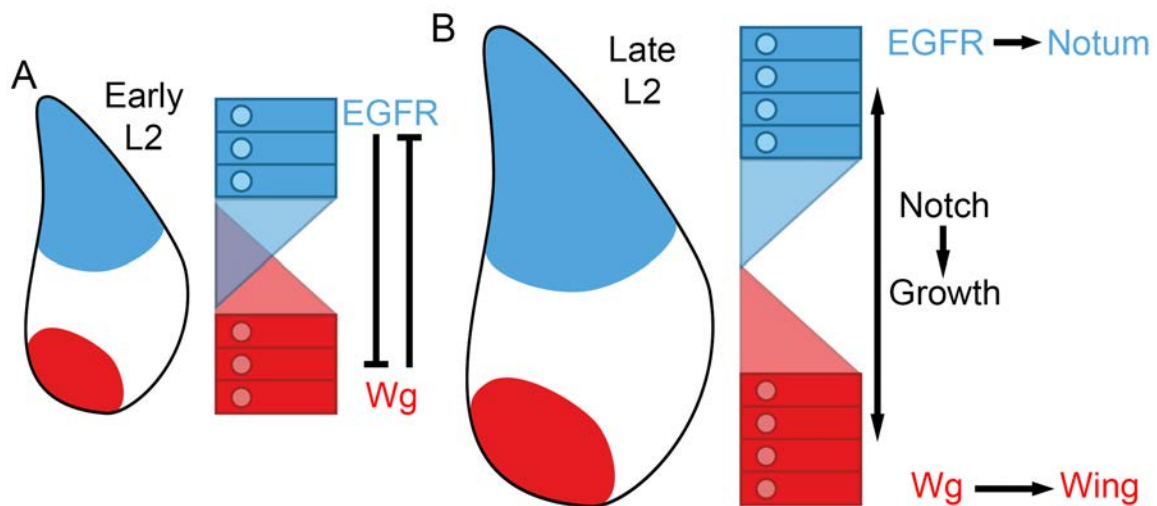 A
Early
L2
EGFR
Wg
B
Late
L2
EGFR Notum
Notch
Growth
Wg Wing